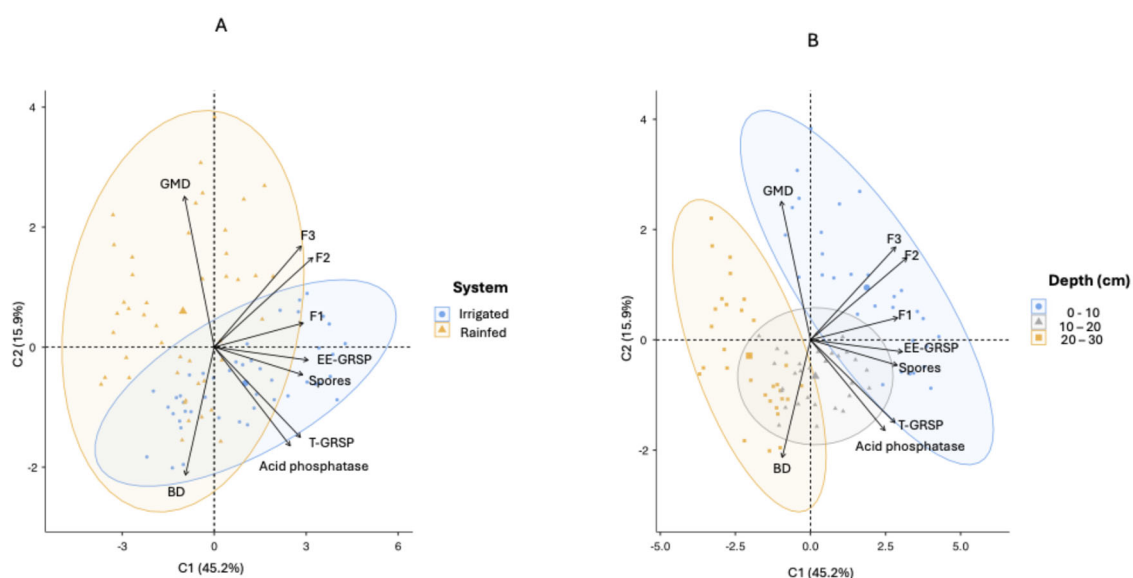 A
4
2
0
-2
C2 (15.9%)
-3
0
3
6
C1 (45.2%)
GMD
F3
F2
F1
EE-GRSP
Spores
T-GRSP
Acid phosphatase
BD
System
Irrigated
Rainfed
B
4
2
0
-2
C2 (15.9%)
-5.0
-2.5
0.0
2.5
5.0
C1 (45.2%)
GMD
F3
F2
F1
EE-GRSP
Spores
T-GRSP
Acid phosphatase
BD
Depth (cm)
0 - 10
10 - 20
20 – 30